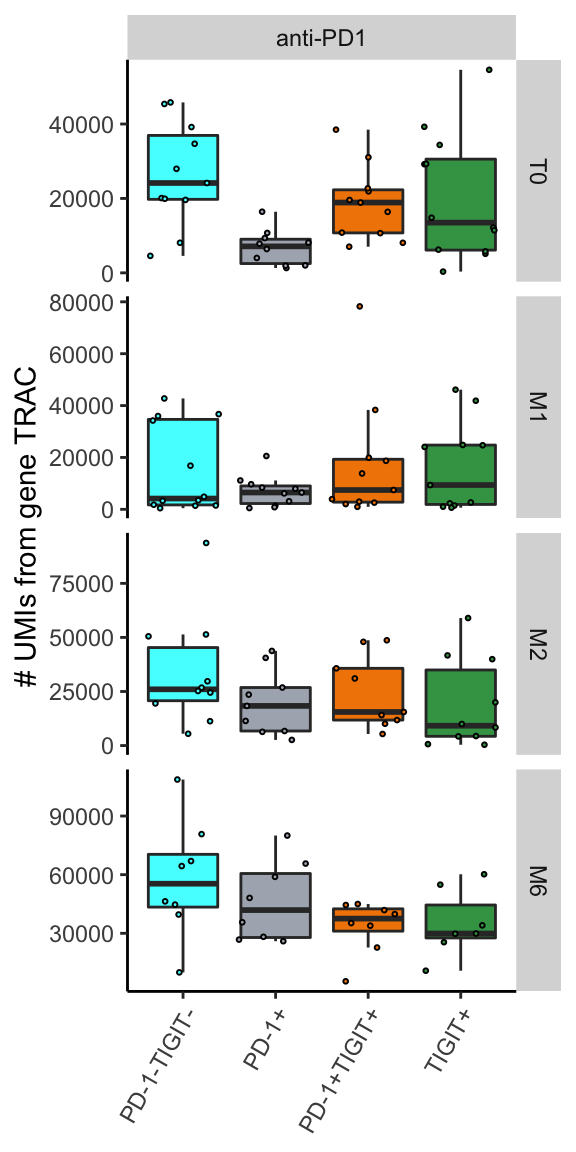 anti-PD1
# UMIs from gene TRAC
40000
20000
0
T0
80000
60000
40000
20000
0
M1
75000
50000
25000
0
M2
90000
60000
30000
M6
PD-1-TIGIT-
PD-1+
PD-1+TIGIT+
TIGIT+